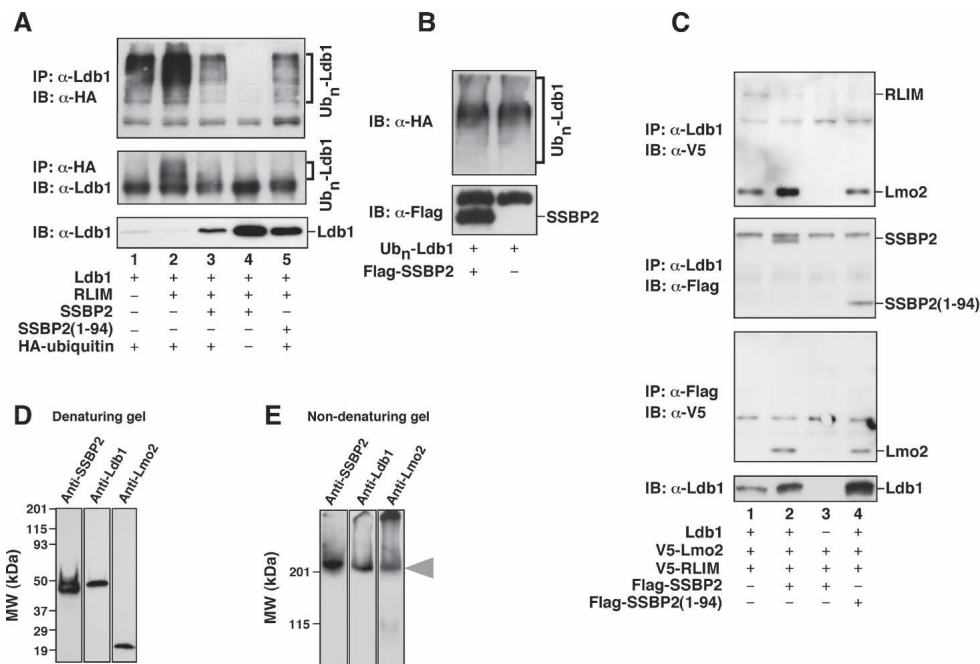 A
IP: α-Ldb1
IB: α-HA
Ubn-Ldb1
IP: α-HA
IB: α-Ldb1
Ubn-Ldb1
IB: α-Ldb1
Ldb1
1 2 3 4 5
Ldb1 + + + + +
RLIM – + + + +
SSBP2 – – + + –
SSBP2(1-94) – – – – +
HA-ubiquitin + + + – +
B
IB: α-HA
Ubn-Ldb1
IB: α-Flag
SSBP2
Ubn-Ldb1 + +
Flag-SSBP2 + –
C
IP: α-Ldb1
IB: α-V5
RLIM
Lmo2
IP: α-Ldb1
IB: α-Flag
SSBP2
SSBP2(1-94)
IP: α-Flag
IB: α-V5
Lmo2
IB: α-Ldb1
Ldb1
1 2 3 4
Ldb1 + + – +
V5-Lmo2 + + + +
V5-RLIM + + + +
Flag-SSBP2 – + + –
Flag-SSBP2(1-94) – – – +
D Denaturing gel
Anti-SSBP2
Anti-Ldb1
Anti-Lmo2
MW (kDa)
201
115
93
50
37
29
19
E Non-denaturing gel
Anti-SSBP2
Anti-Ldb1
Anti-Lmo2
MW (kDa)
201
115